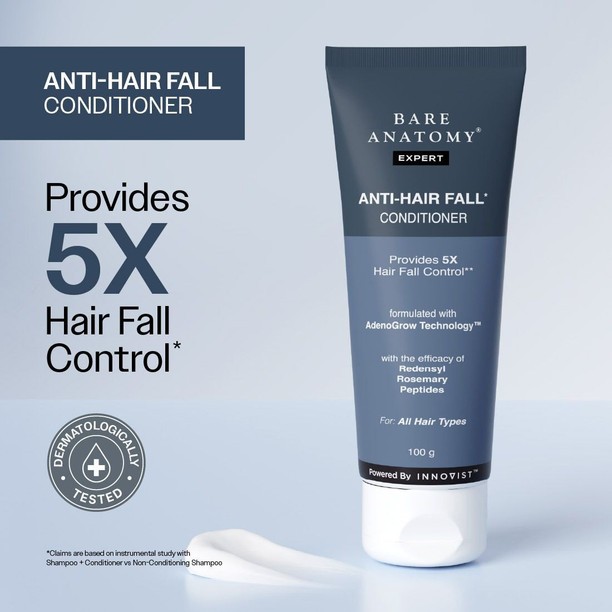 ANTI-HAIR FALL
CONDITIONER
Provides
5X
Hair Fall
Control*
DERMATOLOGICALLY
TESTED
*Claims are based on instrumental study with
Shampoo + Conditioner vs Non-Conditioning Shampoo
BARE
ANATOMY®
EXPERT
ANTI-HAIR FALL*
CONDITIONER
Provides 5X
Hair Fall Control**
formulated with
AdenoGrow Technology™
with the efficacy of
Redensyl
Rosemary
Peptides
For: All Hair Types
100 g
Powered By INNOVIST™